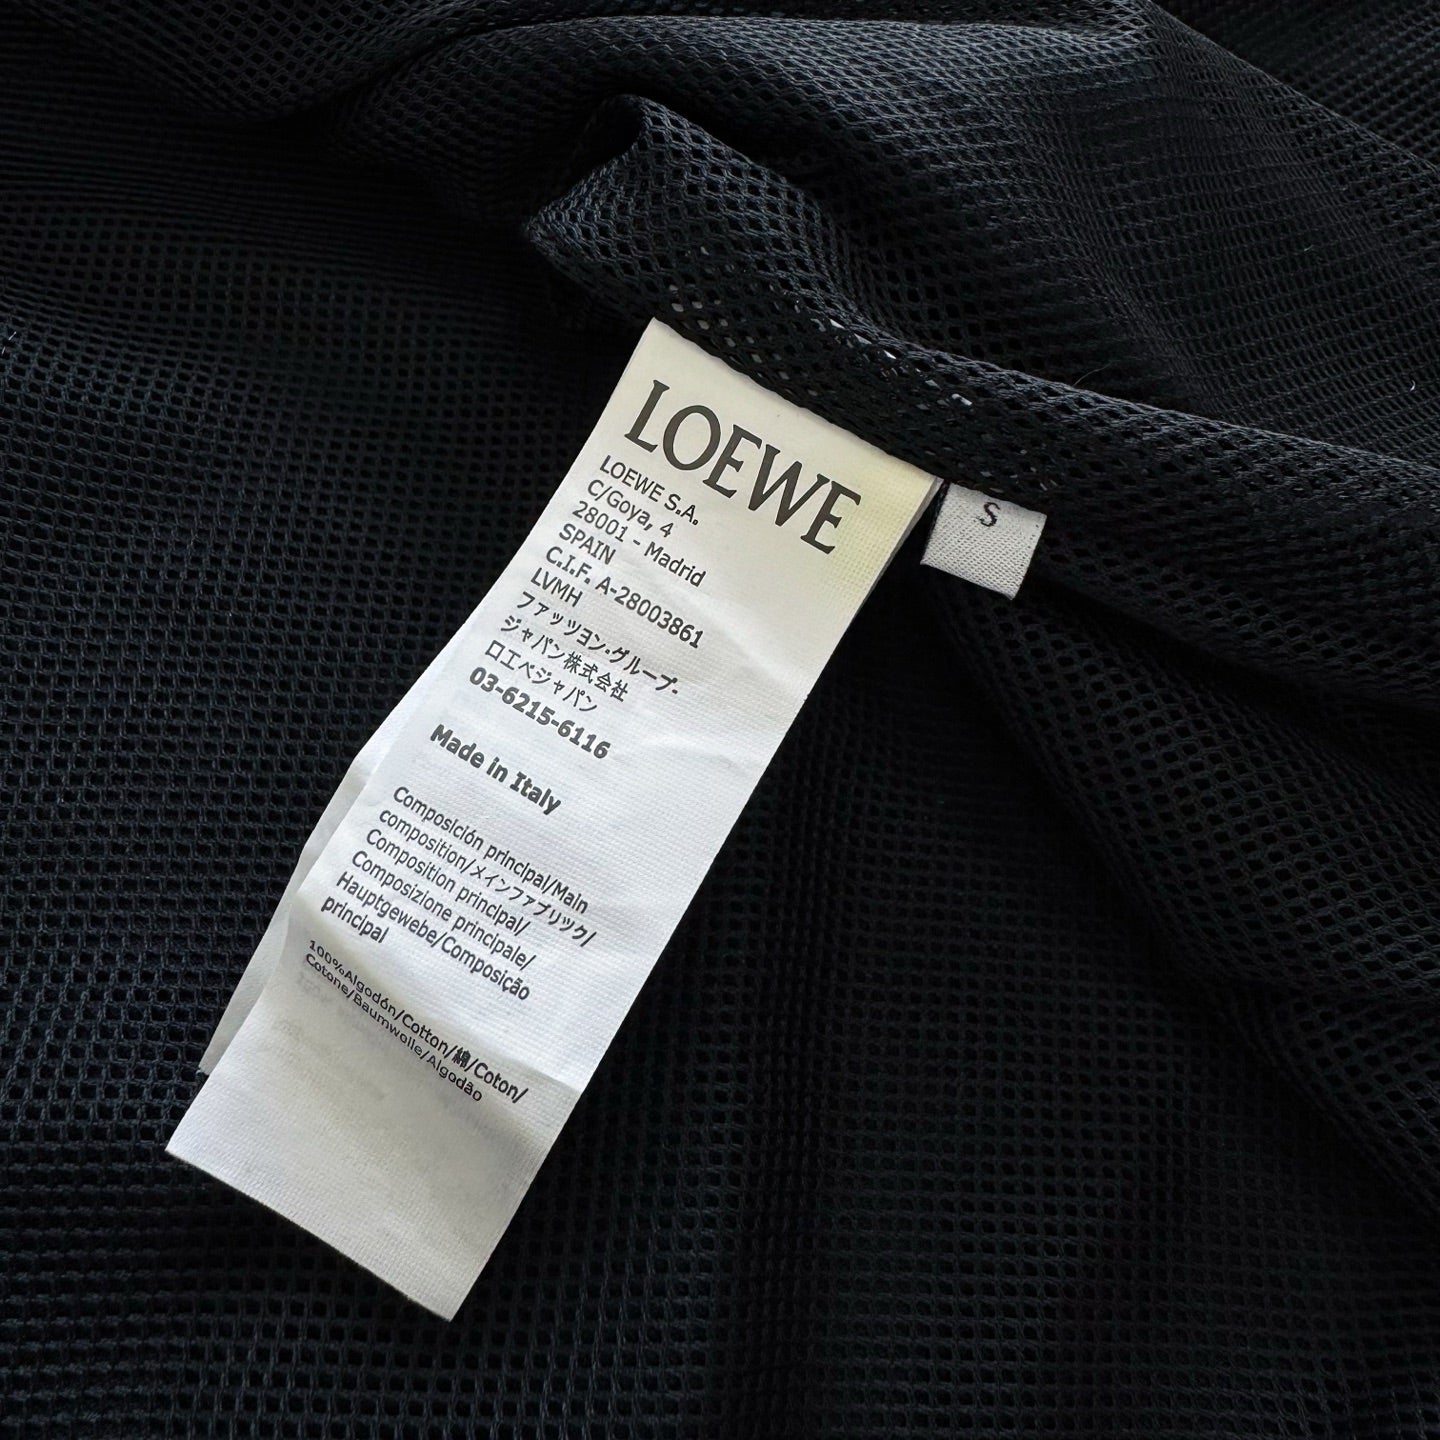 LOEWE
LOEWE S.A.
C/Goya, 4
28001 - Madrid
SPAIN
C.I.F. A-28003861
LVMH
ファッション・グループ・
ジャパン株式会社
ロエベジャパン
03-6215-6116
Made in Italy
Composición principal/Main
composition/メインファブリック/
Composition principal/
Composizione principale/
Hauptgewebe/Composição
principal
100%Algodón/Cotton/綿/Coton/
Cotone/Baumwolle/Algodão
S